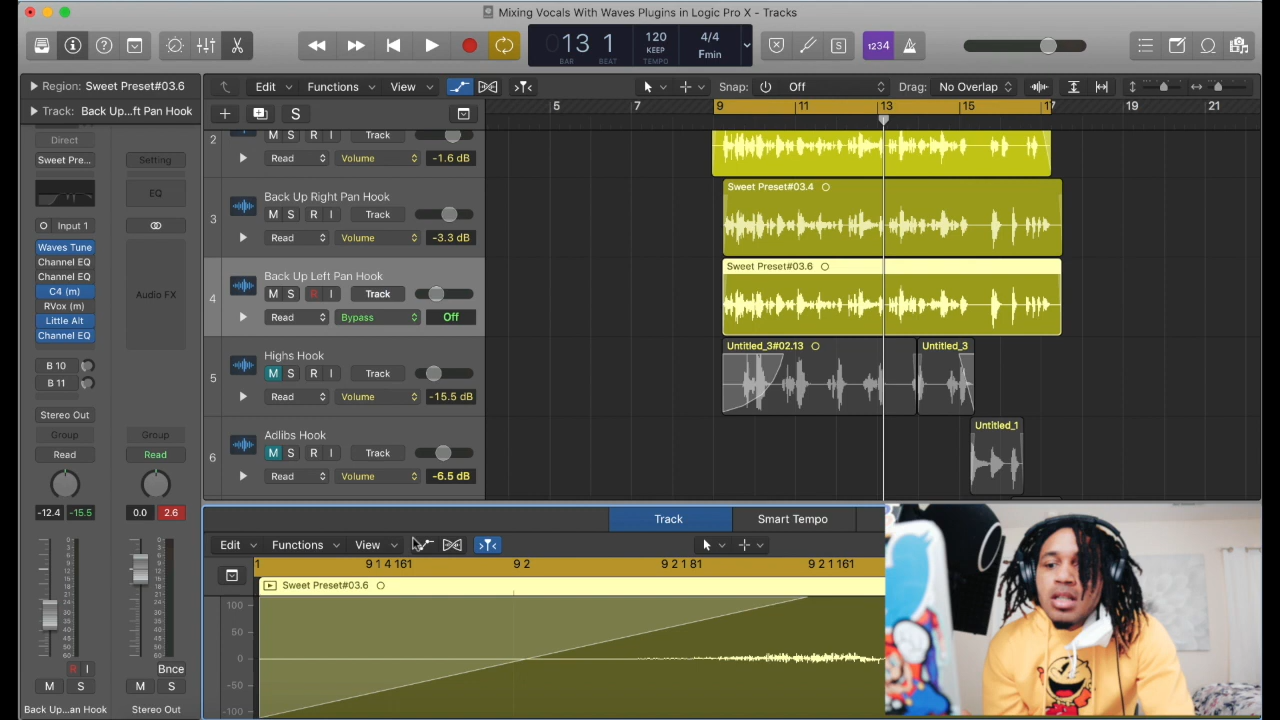 Mixing Vocals With Waves Plugins in Logic Pro X - Tracks
13 1
BAR BEAT
120
KEEP
TEMPO
4/4
Fmin
1234
Region: Sweet Preset#03.6
Edit Functions View Snap: Off Drag: No Overlap
Track: Back Up...ft Pan Hook
S
5 7 9 11 13 15 17 19 21
Direct
Sweet Pre... Setting
EQ
Input 1
Waves Tune
Channel EQ
Channel EQ
C4 (m)
RVox (m)
Little Alt
Channel EQ
Audio FX
B 10
B 11
Stereo Out
Group Group
Read Read
-12.4 -15.5 0.0 2.6
R I Bnce
M S M S
Back Up...an Hook Stereo Out
2
M S R I Track
Read Volume -1.6 dB
3
Back Up Right Pan Hook
M S R I Track
Read Volume -3.3 dB
Sweet Preset#03.4
4
Back Up Left Pan Hook
M S R I Track
Read Bypass Off
Sweet Preset#03.6
5
Highs Hook
M S R I Track
Read Volume -15.5 dB
Untitled_3#02.13 Untitled_3
6
Adlibs Hook
M S R I Track
Read Volume -6.5 dB
Untitled_1
Track Smart Tempo
Edit Functions View
1 9 1 4 161 9 2 9 2 1 81 9 2 1 161
Sweet Preset#03.6
100
50
0
-50
-100